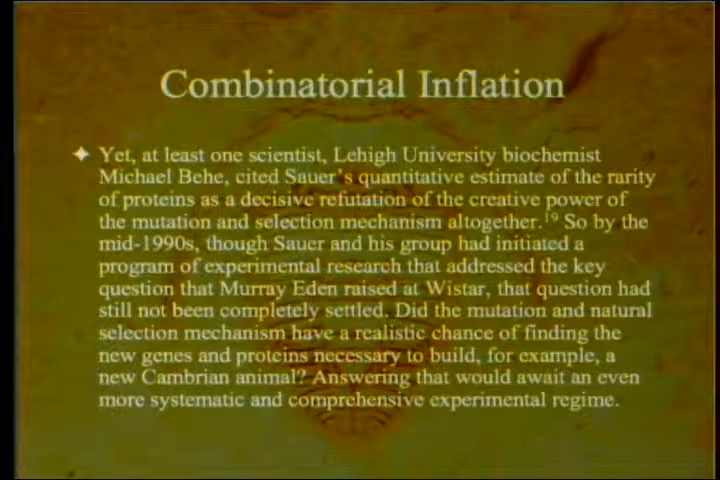 Combinatorial Inflation
✦ Yet, at least one scientist, Lehigh University biochemist
Michael Behe, cited Sauer's quantitative estimate of the rarity
of proteins as a decisive refutation of the creative power of
the mutation and selection mechanism altogether.19 So by the
mid-1990s, though Sauer and his group had initiated a
program of experimental research that addressed the key
question that Murray Eden raised at Wistar, that question had
still not been completely settled. Did the mutation and natural
selection mechanism have a realistic chance of finding the
new genes and proteins necessary to build, for example, a
new Cambrian animal? Answering that would await an even
more systematic and comprehensive experimental regime.